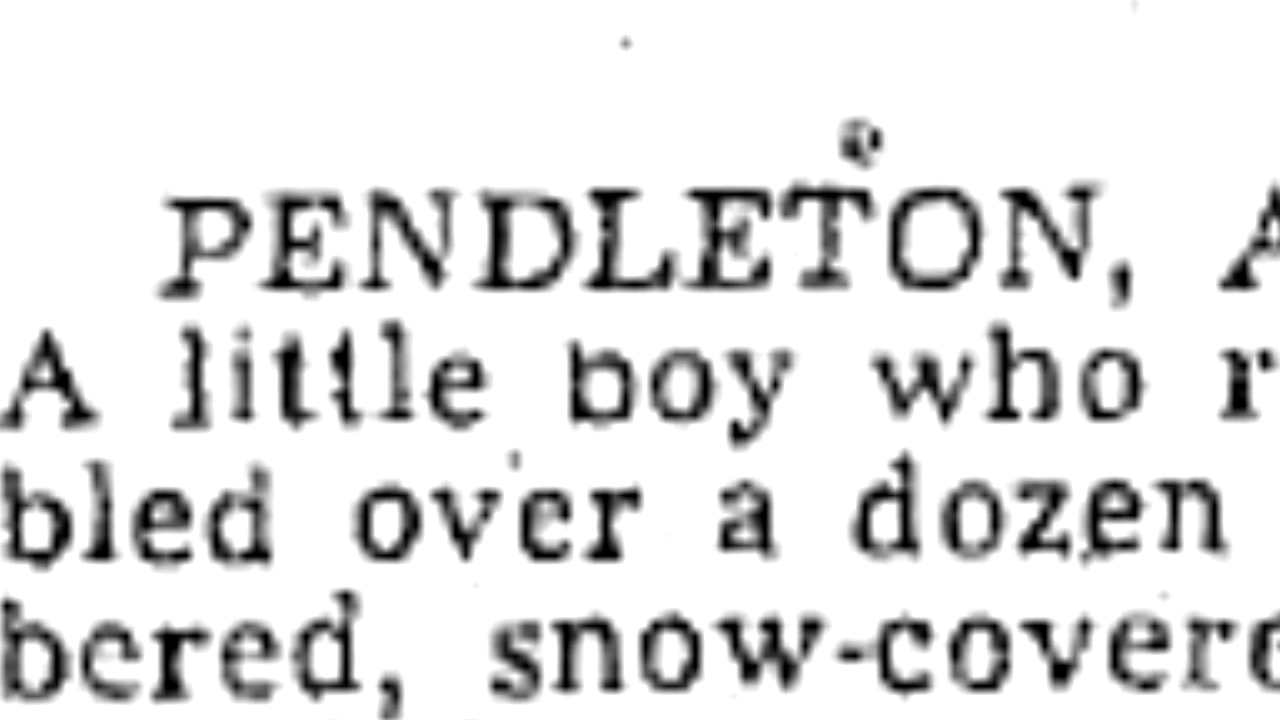 PENDLETON, A
A little boy who r
bled over a dozen
bered, snow-covere